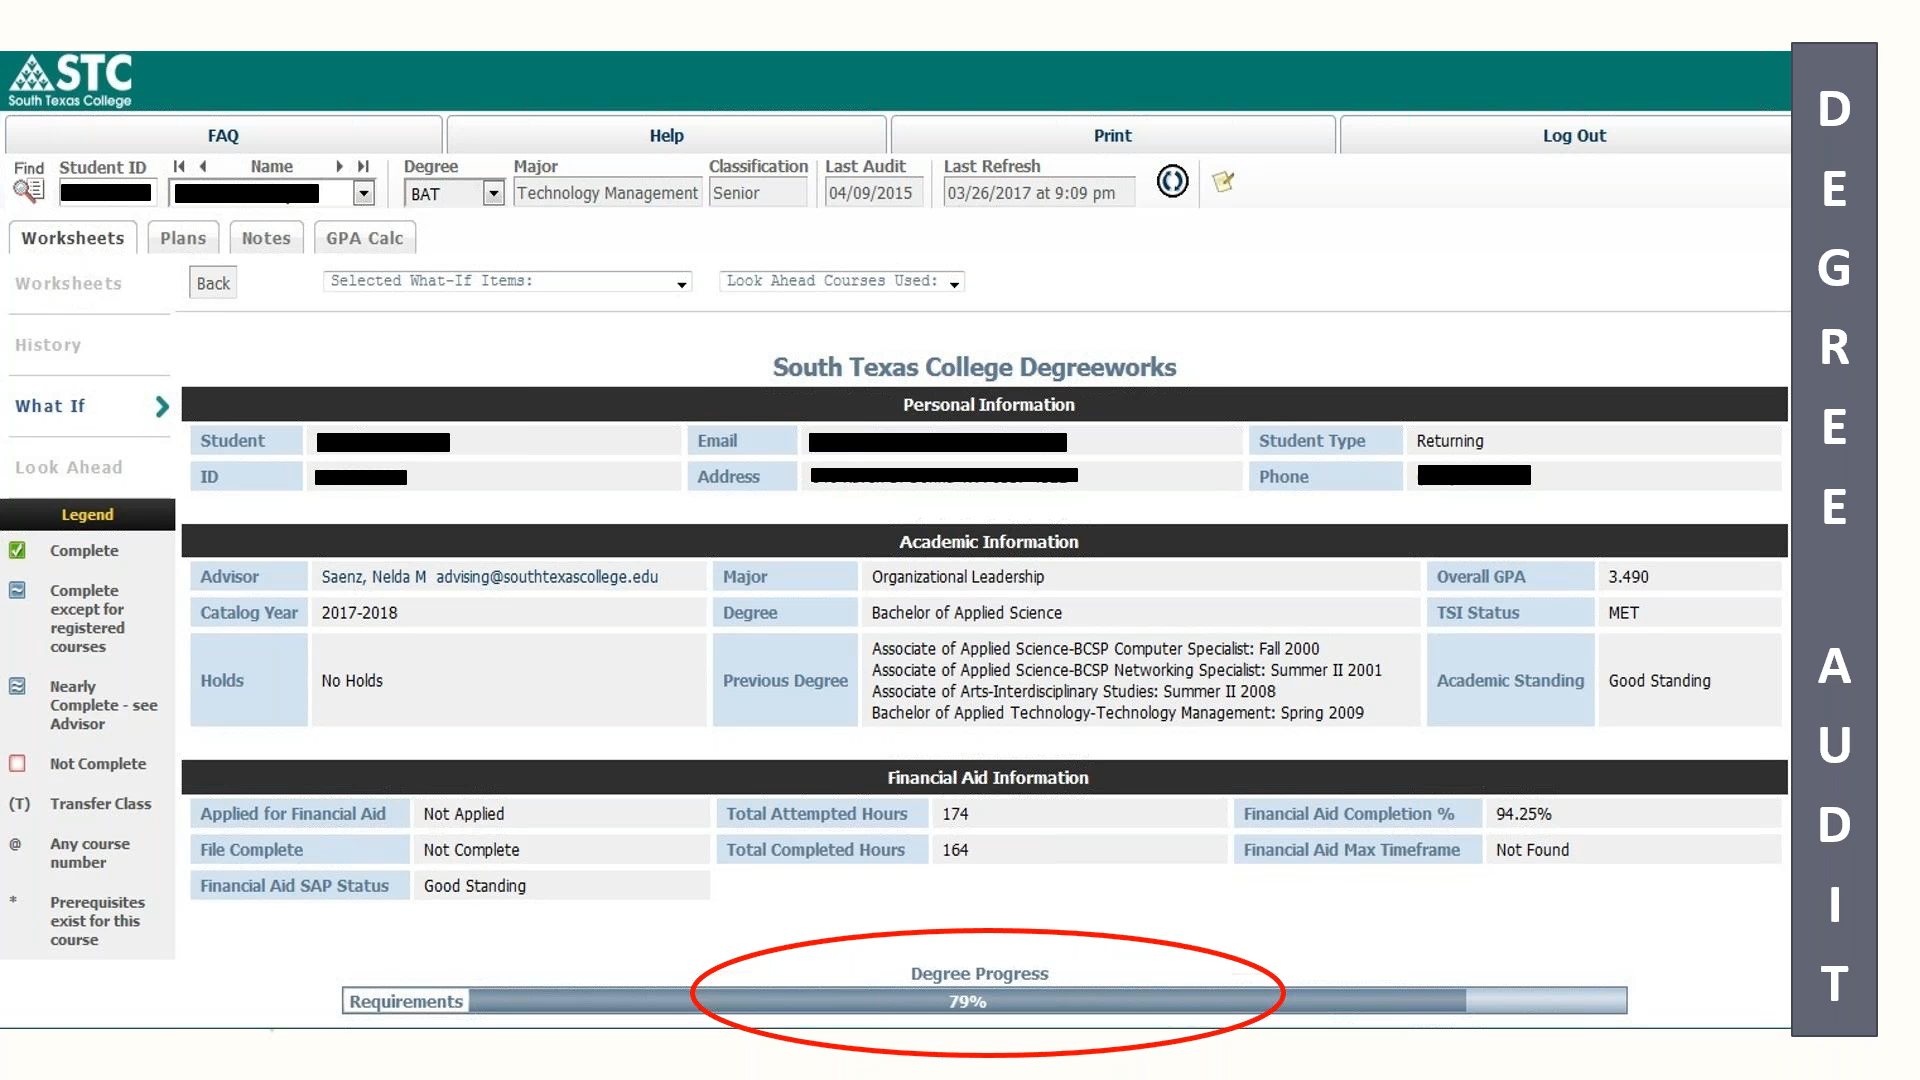 STC
South Texas College
FAQ Help Print Log Out
Find Student ID Name Degree Major Classification Last Audit Last Refresh
BAT Technology Management Senior 04/09/2015 03/26/2017 at 9:09 pm
Worksheets Plans Notes GPA Calc
Worksheets
Back Selected What-If Items: Look Ahead Courses Used:
History
What If
Look Ahead
Legend
Complete
Complete
except for
registered
courses
Nearly
Complete - see
Advisor
Not Complete
(T) Transfer Class
@ Any course
number
* Prerequisites
exist for this
course
South Texas College Degreeworks
Personal Information
Student Email Student Type Returning
ID Address Phone
Academic Information
Advisor Saenz, Nelda M advising@southtexascollege.edu Major Organizational Leadership Overall GPA 3.490
Catalog Year 2017-2018 Degree Bachelor of Applied Science TSI Status MET
Holds No Holds Previous Degree Associate of Applied Science-BCSP Computer Specialist: Fall 2000
Associate of Applied Science-BCSP Networking Specialist: Summer II 2001
Associate of Arts-Interdisciplinary Studies: Summer II 2008
Bachelor of Applied Technology-Technology Management: Spring 2009
Academic Standing Good Standing
Financial Aid Information
Applied for Financial Aid Not Applied Total Attempted Hours 174 Financial Aid Completion % 94.25%
File Complete Not Complete Total Completed Hours 164 Financial Aid Max Timeframe Not Found
Financial Aid SAP Status Good Standing
Degree Progress
Requirements 79%
DEGREE AUDIT